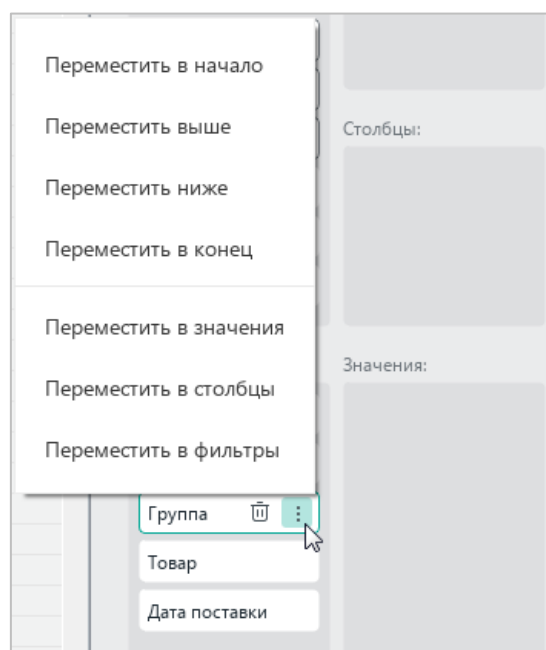 Переместить в начало
Переместить выше
Переместить ниже
Переместить в конец
Переместить в значения
Переместить в столбцы
Переместить в фильтры
Столбцы:
Значения:
Группа
Товар
Дата поставки